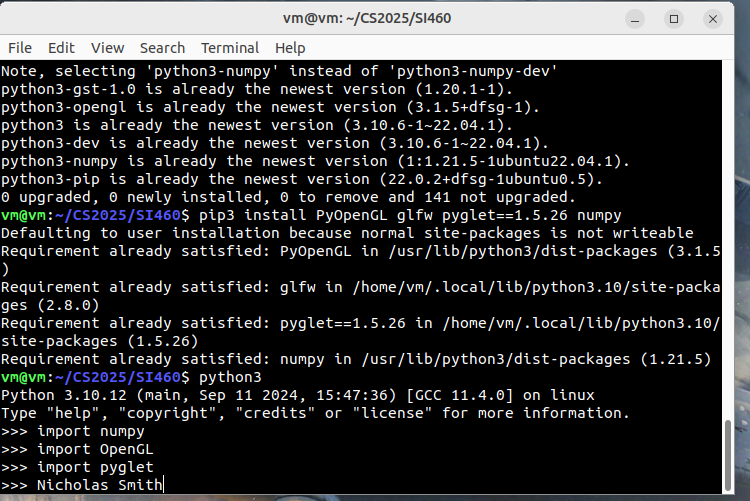 vm@vm: ~/CS2025/SI460
File Edit View Search Terminal Help
Note, selecting 'python3-numpy' instead of 'python3-numpy-dev'
python3-gst-1.0 is already the newest version (1.20.1-1).
python3-opengl is already the newest version (3.1.5+dfsg-1).
python3 is already the newest version (3.10.6-1~22.04.1).
python3-dev is already the newest version (3.10.6-1~22.04.1).
python3-numpy is already the newest version (1:1.21.5-1ubuntu22.04.1).
python3-pip is already the newest version (22.0.2+dfsg-1ubuntu0.5).
0 upgraded, 0 newly installed, 0 to remove and 141 not upgraded.
vm@vm:~/CS2025/SI460$ pip3 install PyOpenGL glfw pyglet==1.5.26 numpy
Defaulting to user installation because normal site-packages is not writeable
Requirement already satisfied: PyOpenGL in /usr/lib/python3/dist-packages (3.1.5
)
Requirement already satisfied: glfw in /home/vm/.local/lib/python3.10/site-packa
ges (2.8.0)
Requirement already satisfied: pyglet==1.5.26 in /home/vm/.local/lib/python3.10/
site-packages (1.5.26)
Requirement already satisfied: numpy in /usr/lib/python3/dist-packages (1.21.5)
vm@vm:~/CS2025/SI460$ python3
Python 3.10.12 (main, Sep 11 2024, 15:47:36) [GCC 11.4.0] on linux
Type "help", "copyright", "credits" or "license" for more information.
>>> import numpy
>>> import OpenGL
>>> import pyglet
>>> Nicholas Smith